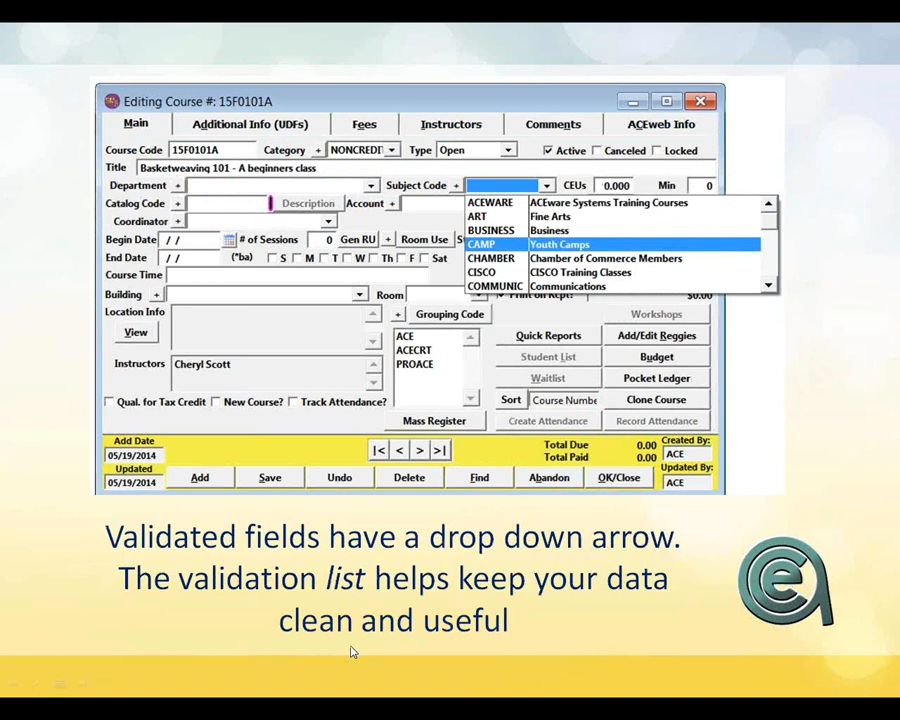 Editing Course #: 15F0101A
Main Additional Info (UDFs) Fees Instructors Comments ACEweb Info
Course Code 15F0101A Category + NONCREDI Type Open Active Canceled Locked
Title Basketweaving 101 - A beginners class
Department + Subject Code + CEUs 0.000 Min 0
Catalog Code + Description Account +
ACEWARE ACEware Systems Training Courses
ART Fine Arts
BUSINESS Business
CAMP Youth Camps
CHAMBER Chamber of Commerce Members
CISCO CISCO Training Classes
COMMUNIC Communications
Coordinator +
Begin Date / / # of Sessions 0 Gen RU + Room Use
End Date / / (*ba) S M T W Th F Sat
Course Time
Building + Room Print on Rcpt? $0.00
Location Info + Grouping Code Workshops
View ACE Quick Reports Add/Edit Reggies
ACECRT Student List Budget
Instructors Cheryl Scott PROACE Waitlist Pocket Ledger
Sort Course Numbe Clone Course
Qual. for Tax Credit New Course? Track Attendance?
Mass Register Create Attendance Record Attendance
Add Date |< < > >| Total Due 0.00 Created By:
05/19/2014 Total Paid 0.00 ACE
Updated Updated By:
05/19/2014 Add Save Undo Delete Find Abandon OK/Close ACE
Validated fields have a drop down arrow.
The validation list helps keep your data
clean and useful